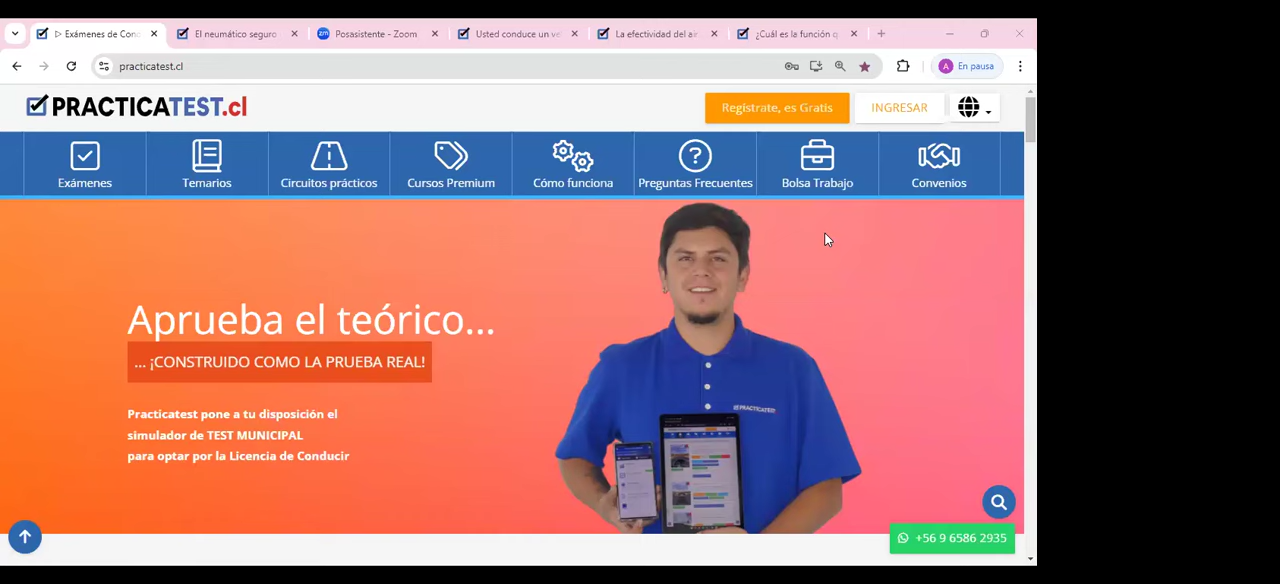 Exámenes de Con
El neumático seguro
zm Posasistente - Zoom
Usted conduce un ve
La efectividad del
¿Cuál es la función q
practicatest.cl
A En pausa
PRACTICATEST.cl
Regístrate, es Gratis
INGRESAR
Exámenes
Temarios
Circuitos prácticos
Cursos Premium
Cómo funciona
Preguntas Frecuentes
Bolsa Trabajo
Convenios
Aprueba el teórico...
... ¡CONSTRUIDO COMO LA PRUEBA REAL!
Practicatest pone a tu disposición el
simulador de TEST MUNICIPAL
para optar por la Licencia de Conducir
PRACTICATEST
+56 9 6586 2935